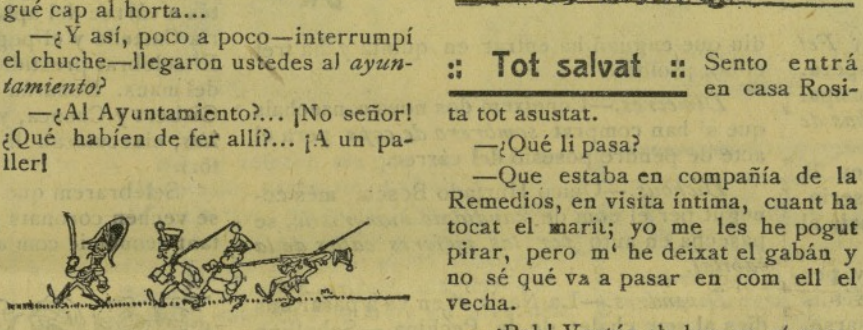 gué cap al horta...
—¿Y así, poco a poco—interrumpí
el chuche—llegaron ustedes al ayun-
tamiento?
—¿Al Ayuntamiento?... ¡No señor!
¿Qué habíen de fer allí?... ¡A un pa-
ller!
:: Tot salvat :: Sento entrá
en casa Rosi-
ta tot asustat.
—¿Qué li pasa?
—Que estaba en compañía de la
Remedios, en visita íntima, cuant ha
tocat el marit; yo me les he pogut
pirar, pero m‘ he deixat el gabán y
no sé qué va a pasar en com ell el
vecha.